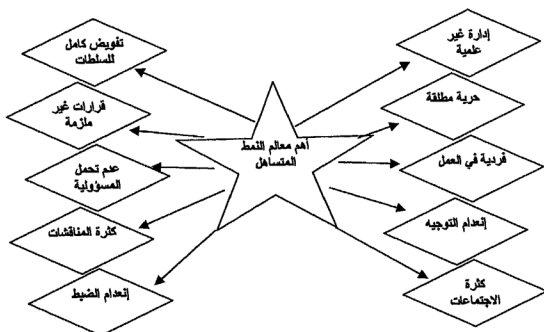 أهم معالم النمط
المتساهل
إدارة غير
علمية
حرية مطلقة
فردية في العمل
إنعدام التوجيه
كثرة
الاجتماعات
تفويض كامل
للسلطات
قرارات غير
ملزمة
عدم تحمل
المسؤولية
كثرة المناقشات
إنعدام الضبط